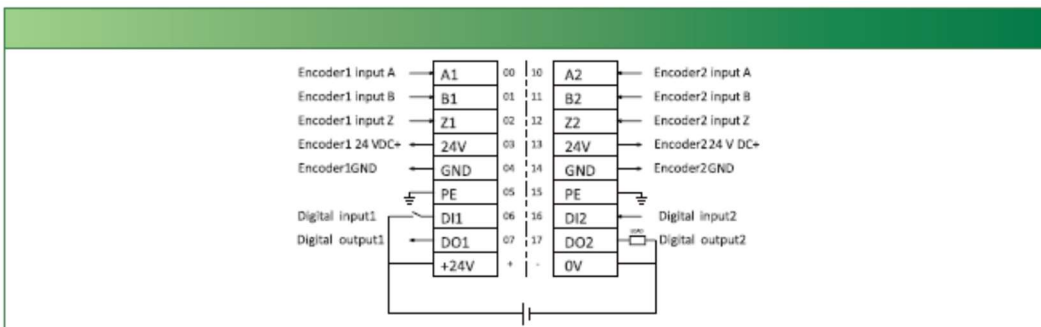 Encoder1 input A A1 00 10 A2 Encoder2 input A
Encoder1 input B B1 01 11 B2 Encoder2 input B
Encoder1 input Z Z1 02 12 Z2 Encoder2 input Z
Encoder1 24 VDC+ 24V 03 13 24V Encoder224 V DC+
Encoder1GND GND 04 14 GND Encoder2GND
PE 05 15 PE
Digital input1 DI1 06 16 DI2 Digital input2
Digital output1 DO1 07 17 DO2 Digital output2
+24V + - 0V